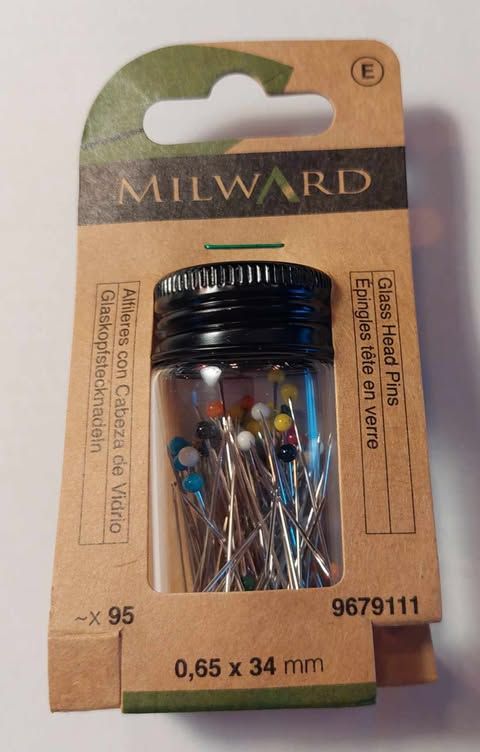 E
MILWARD
Glass Head Pins
Épingles tête en verre
Alfileres con Cabeza de Vidrio
Glaskopfstecknadeln
~x 95
9679111
0,65 x 34 mm